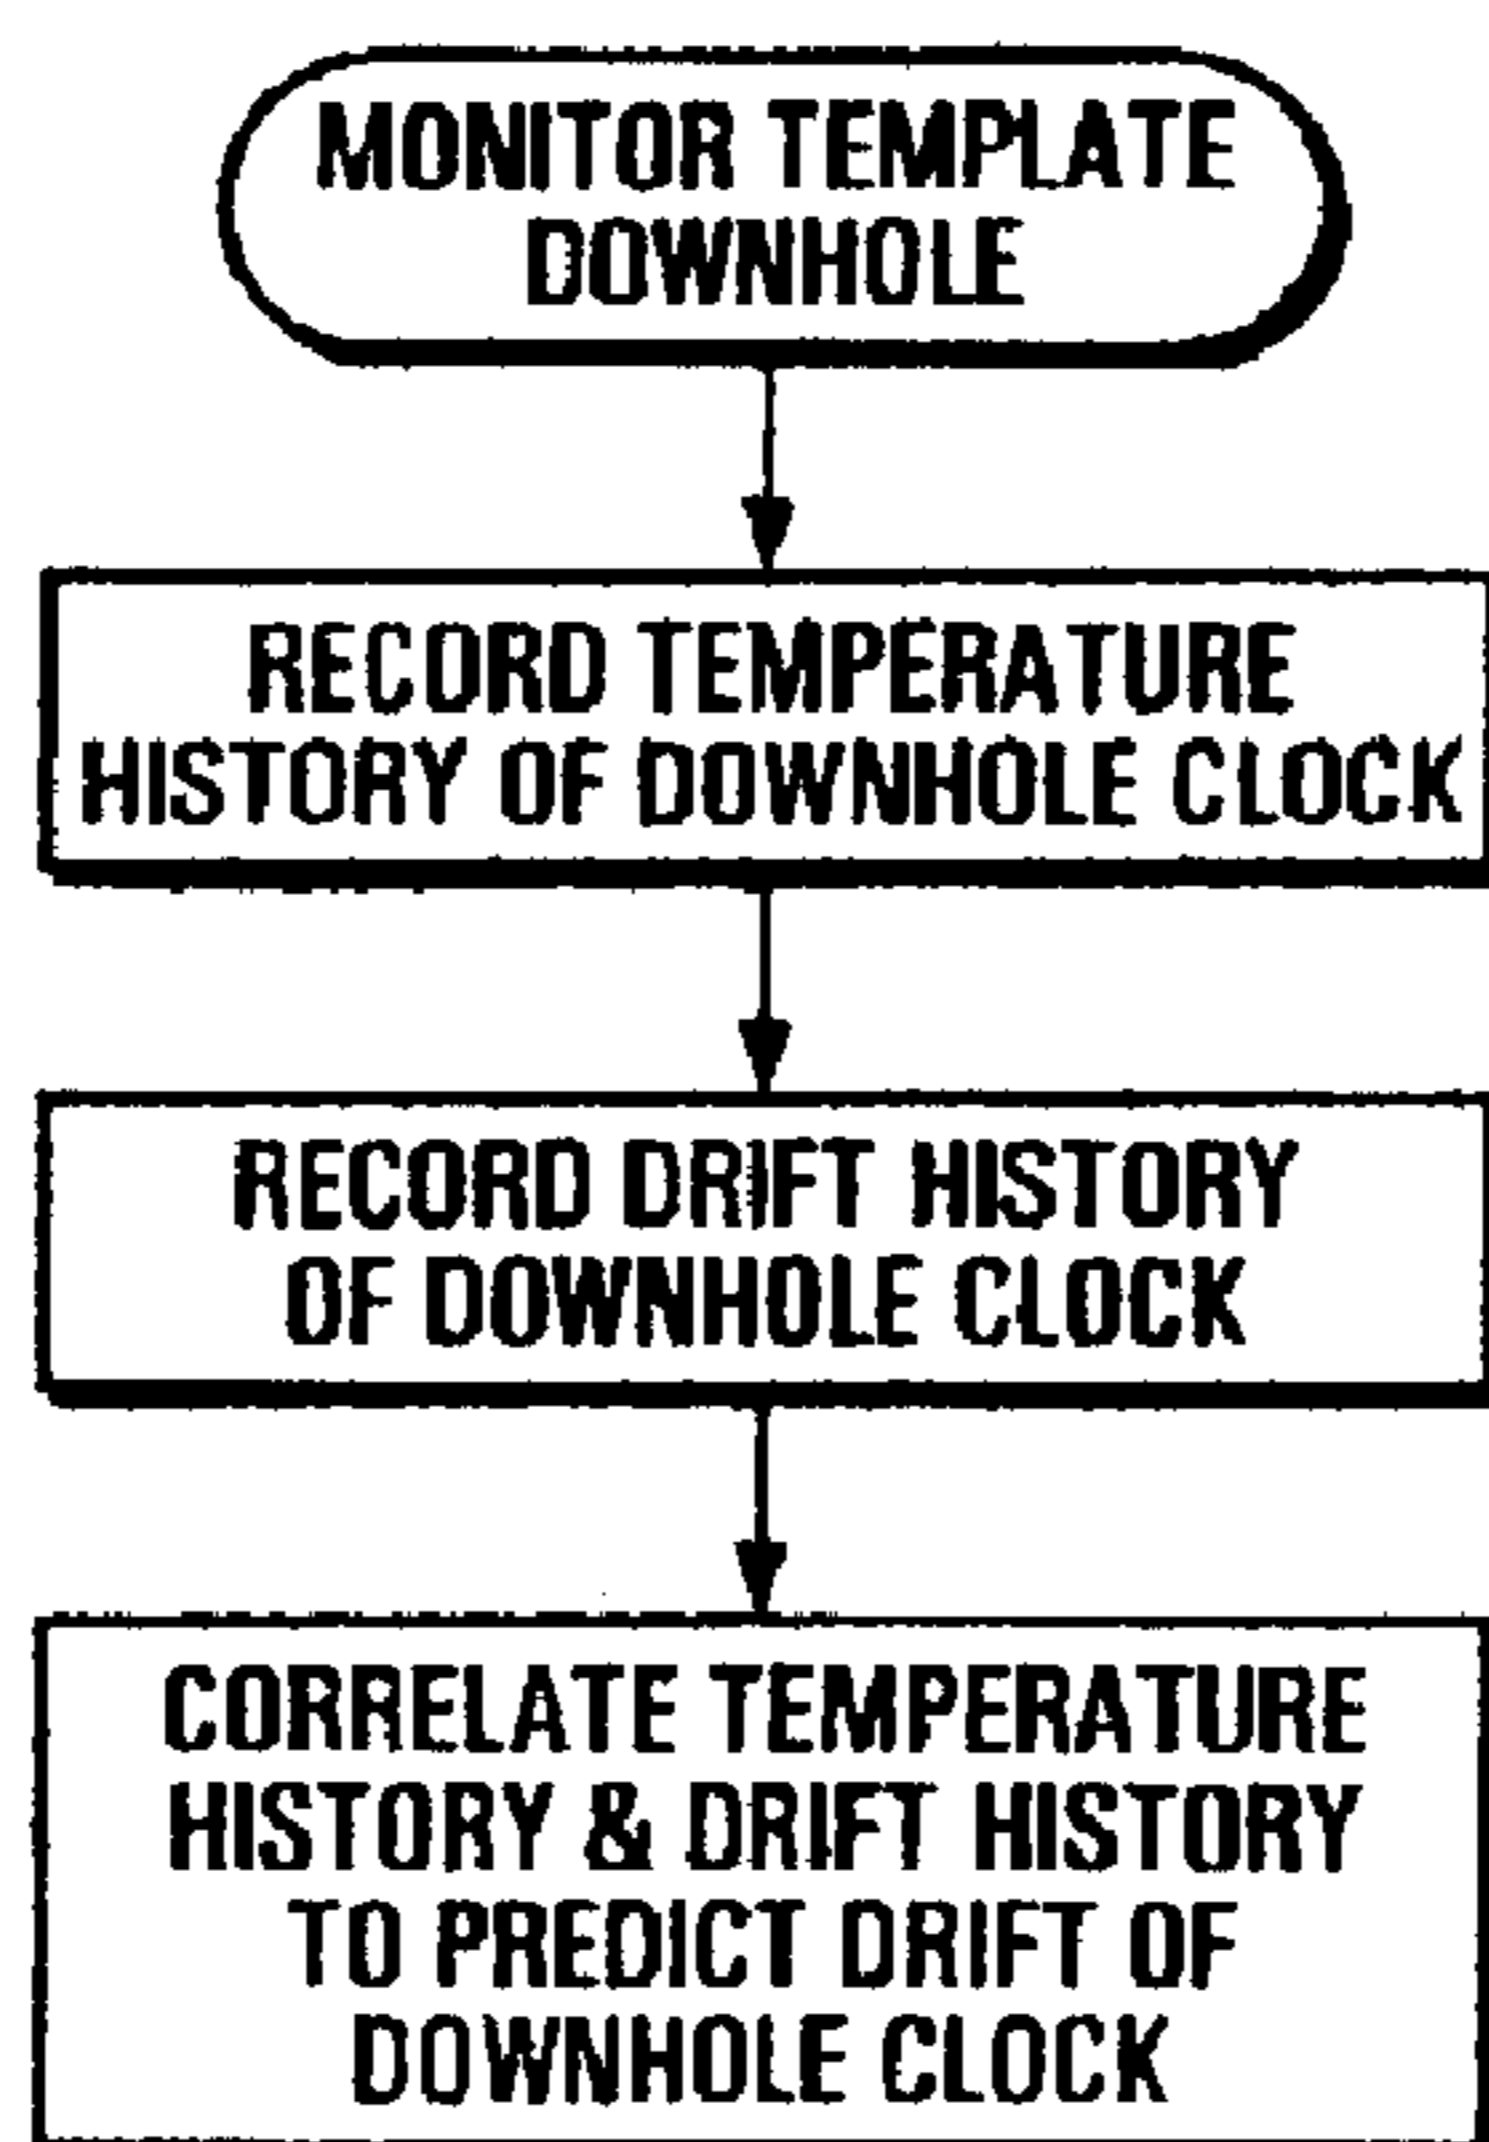 MONITOR TEMPLATE
DOWNHOLE
RECORD TEMPERATURE
HISTORY OF DOWNHOLE CLOCK
RECORD DRIFT HISTORY
OF DOWNHOLE CLOCK
CORRELATE TEMPERATURE
HISTORY & DRIFT HISTORY
TO PREDICT DRIFT OF
DOWNHOLE CLOCK